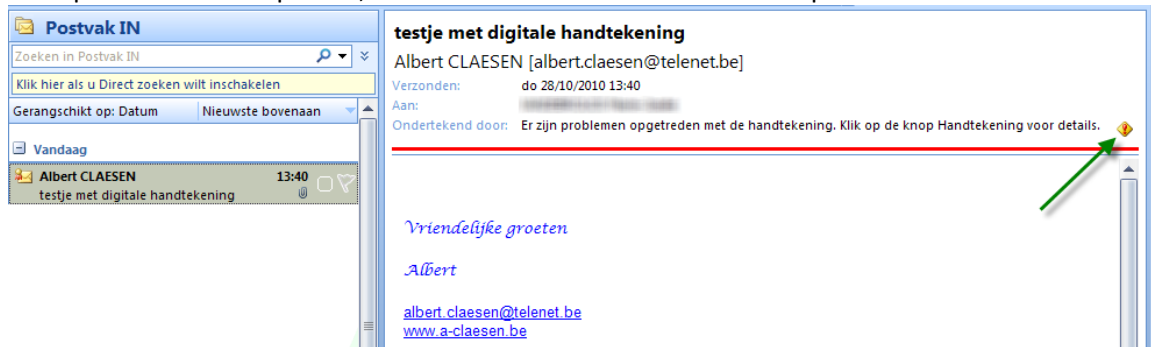 Postvak IN
Zoeken in Postvak IN
Klik hier als u Direct zoeken wilt inschakelen
Gerangschikt op: Datum Nieuwste bovenaan
Vandaag
Albert CLAESEN 13:40
testje met digitale handtekening
testje met digitale handtekening
Albert CLAESEN [albert.claesen@telenet.be]
Verzonden: do 28/10/2010 13:40
Aan:
Ondertekend door: Er zijn problemen opgetreden met de handtekening. Klik op de knop Handtekening voor details.
Vriendelijke groeten
Albert
albert.claesen@telenet.be
www.a-claesen.be